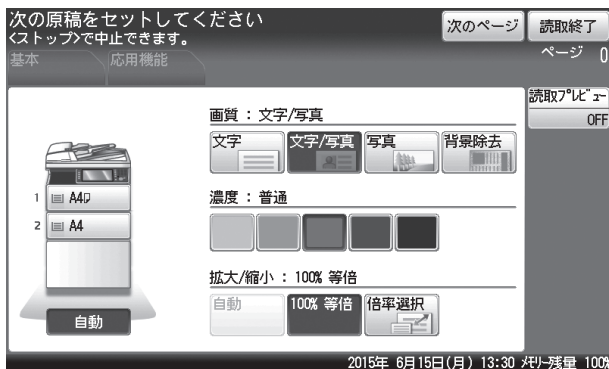 次の原稿をセットしてください
<ストップ>で中止できます。
次のページ
読取終了
ページ 0
基本
応用機能
読取プレビュー
OFF
画質 : 文字/写真
文字
文字/写真
写真
背景除去
1 A4
2 A4
濃度 : 普通
拡大/縮小 : 100% 等倍
自動
100% 等倍
倍率選択
自動
2015年 6月15日(月) 13:30 メモリー残量 100%